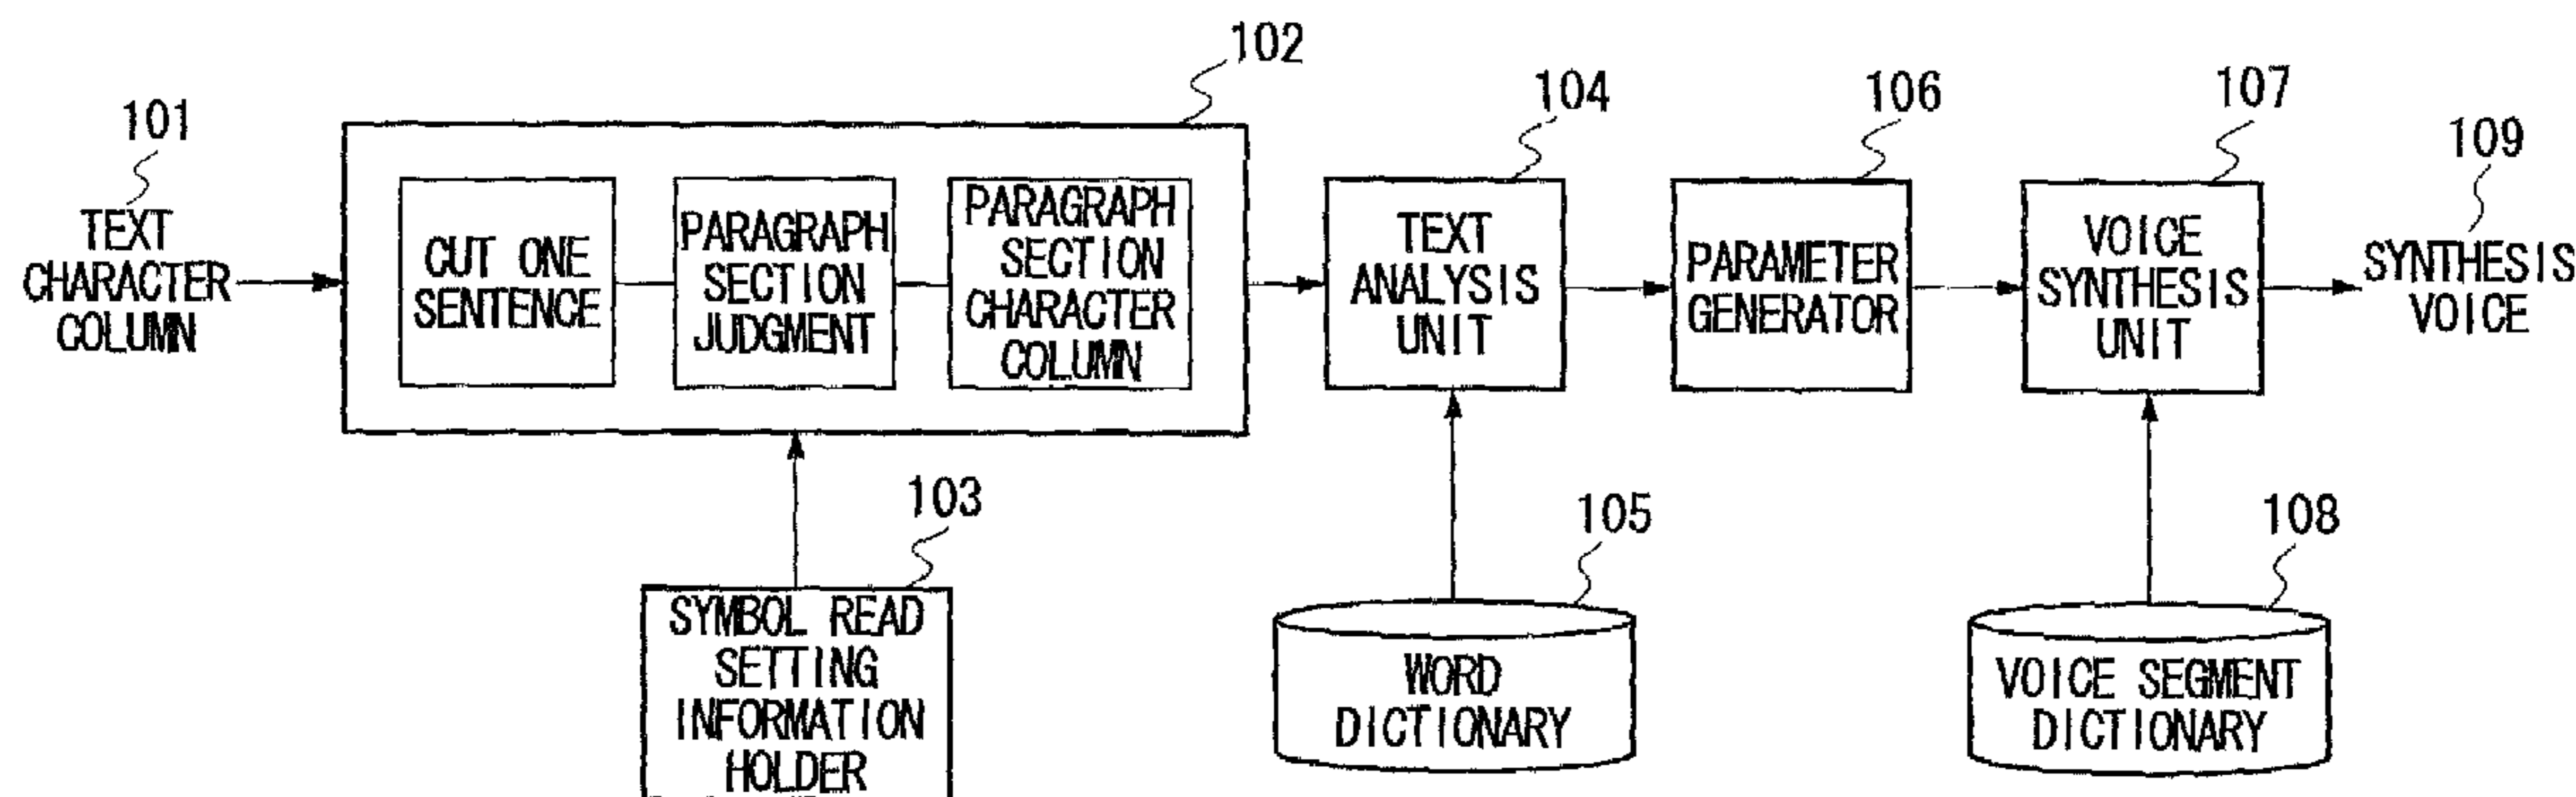 102
101
104
106
107
109
TEXT
CHARACTER
COLUMN
CUT ONE
SENTENCE
PARAGRAPH
SECTION
JUDGMENT
PARAGRAPH
SECTION
CHARACTER
COLUMN
TEXT
ANALYSIS
UNIT
PARAMETER
GENERATOR
VOICE
SYNTHESIS
UNIT
SYNTHESIS
VOICE
103
105
108
SYMBOL READ
SETTING
INFORMATION
HOLDER
WORD
DICTIONARY
VOICE SEGMENT
DICTIONARY